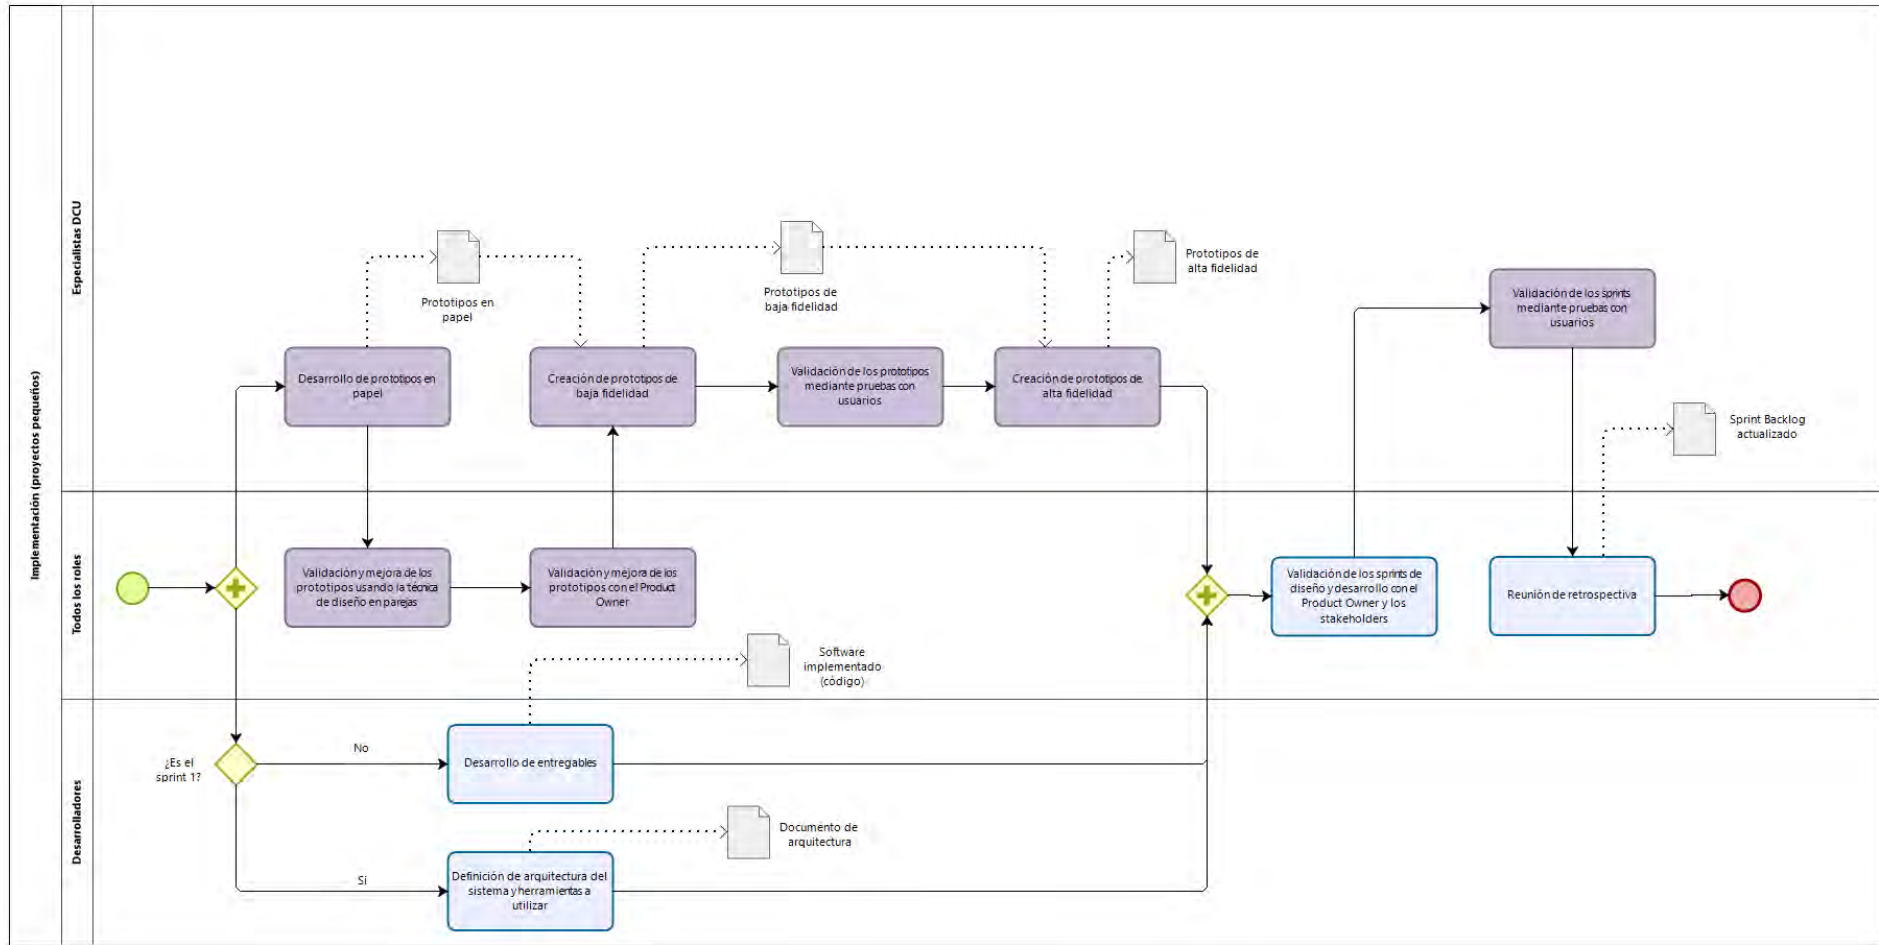 Implementación (proyectos pequeños)
Especialistas DCU
Prototipos en
papel
Prototipos de
baja fidelidad
Prototipos de
alta fidelidad
Validación de los sprints
mediante pruebas con
usuarios
Desarrollo de prototipos en
papel
Creación de prototipos de
baja fidelidad
Validación de los prototipos
mediante pruebas con
usuarios
Creación de prototipos de
alta fidelidad
Sprint Backlog
actualizado
Todos los roles
Validación y mejora de los
prototipos usando la técnica
de diseño en parejas
Validación y mejora de los
prototipos con el Product
Owner
Validación de los sprints de
diseño y desarrollo con el
Product Owner y los
stakeholders
Reunión de retrospectiva
Software
implementado
(código)
Desarrolladores
¿Es el
sprint 1?
No
Desarrollo de entregables
Documento de
arquitectura
Si
Definición de arquitectura del
sistema y herramientas a
utilizar